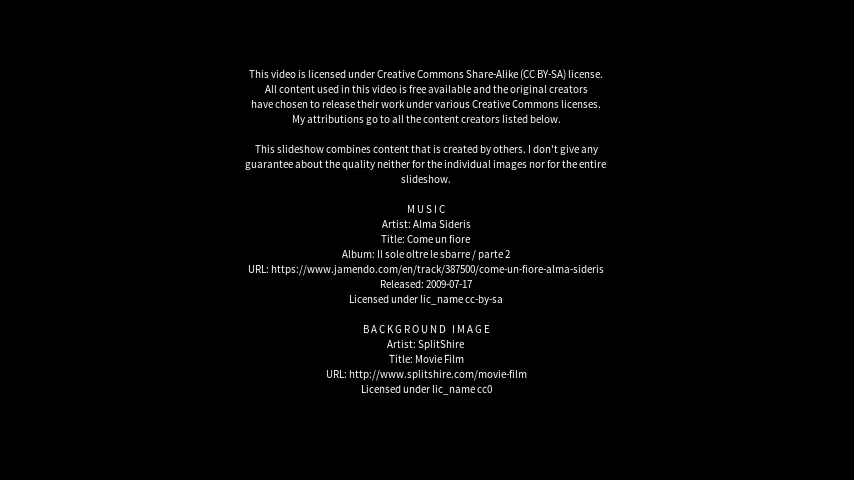 This video is licensed under Creative Commons Share-Alike (CC BY-SA) license.
All content used in this video is free available and the original creators
have chosen to release their work under various Creative Commons licenses.
My attributions go to all the content creators listed below.
This slideshow combines content that is created by others. I don't give any
guarantee about the quality neither for the individual images nor for the entire
slideshow.
MUSIC
Artist: Alma Sideris
Title: Come un fiore
Album: Il sole oltre le sbarre / parte 2
URL: https://www.jamendo.com/en/track/387500/come-un-fiore-alma-sideris
Released: 2009-07-17
Licensed under lic_name cc-by-sa
BACKGROUND IMAGE
Artist: SplitShire
Title: Movie Film
URL: http://www.splitshire.com/movie-film
Licensed under lic_name cc0